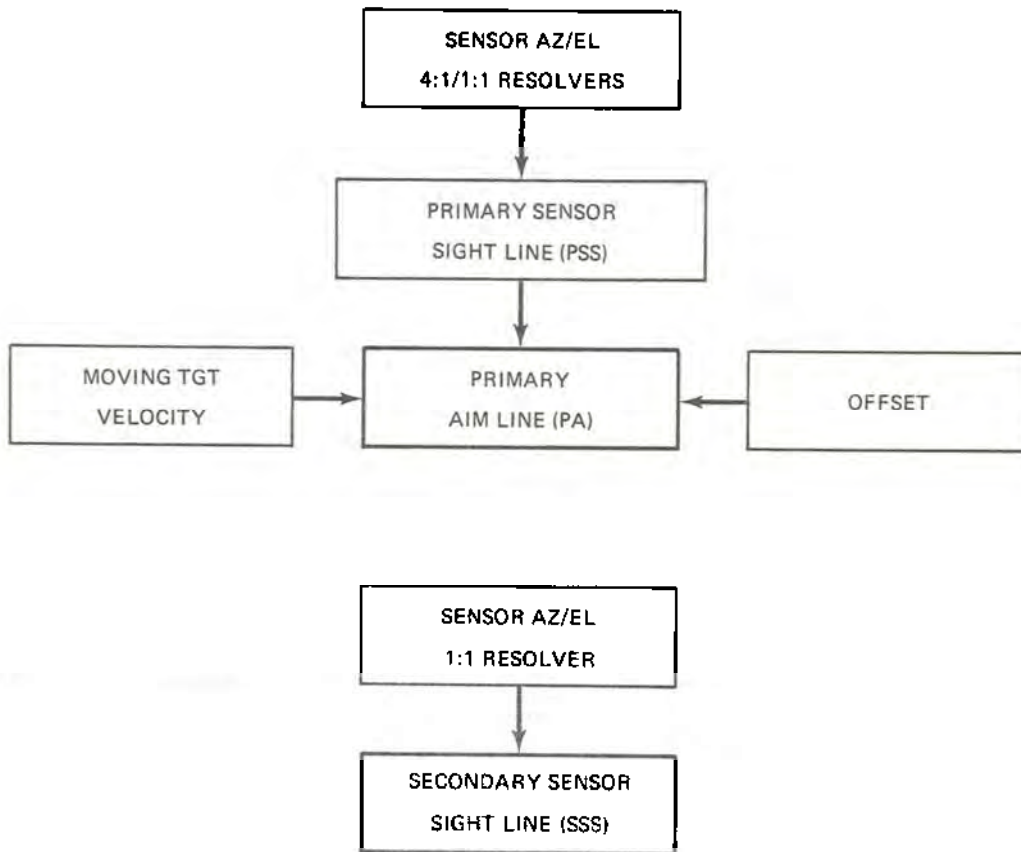 SENSOR AZ/EL
4:1/1:1 RESOLVERS
PRIMARY SENSOR
SIGHT LINE (PSS)
MOVING TGT
VELOCITY
PRIMARY
AIM LINE (PA)
OFFSET
SENSOR AZ/EL
1:1 RESOLVER
SECONDARY SENSOR
SIGHT LINE (SSS)